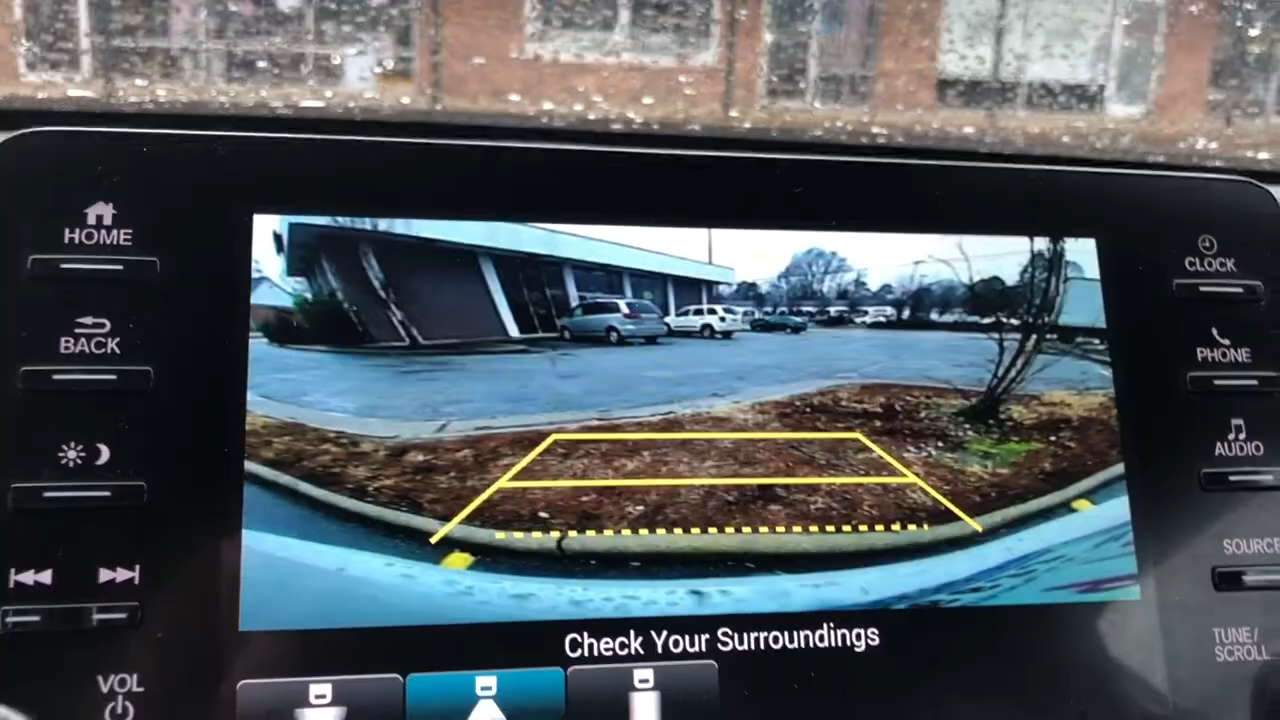 HOME
BACK
VOL
CLOCK
PHONE
AUDIO
SOURCE
TUNE/
SCROLL
Check Your Surroundings